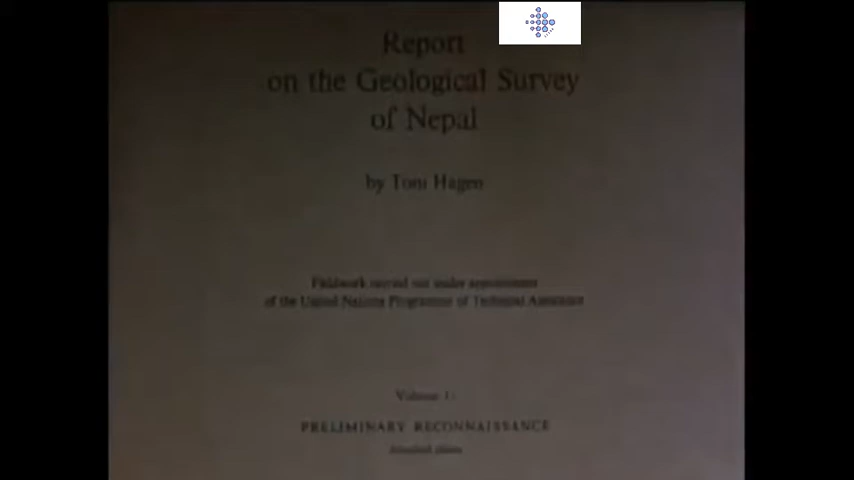 Report
on the Geological Survey
of Nepal
by Toni Hagen
Fieldwork carried out under appointment
of the United Nations Programme of Technical Assistance
Volume 1
PRELIMINARY RECONNAISSANCE